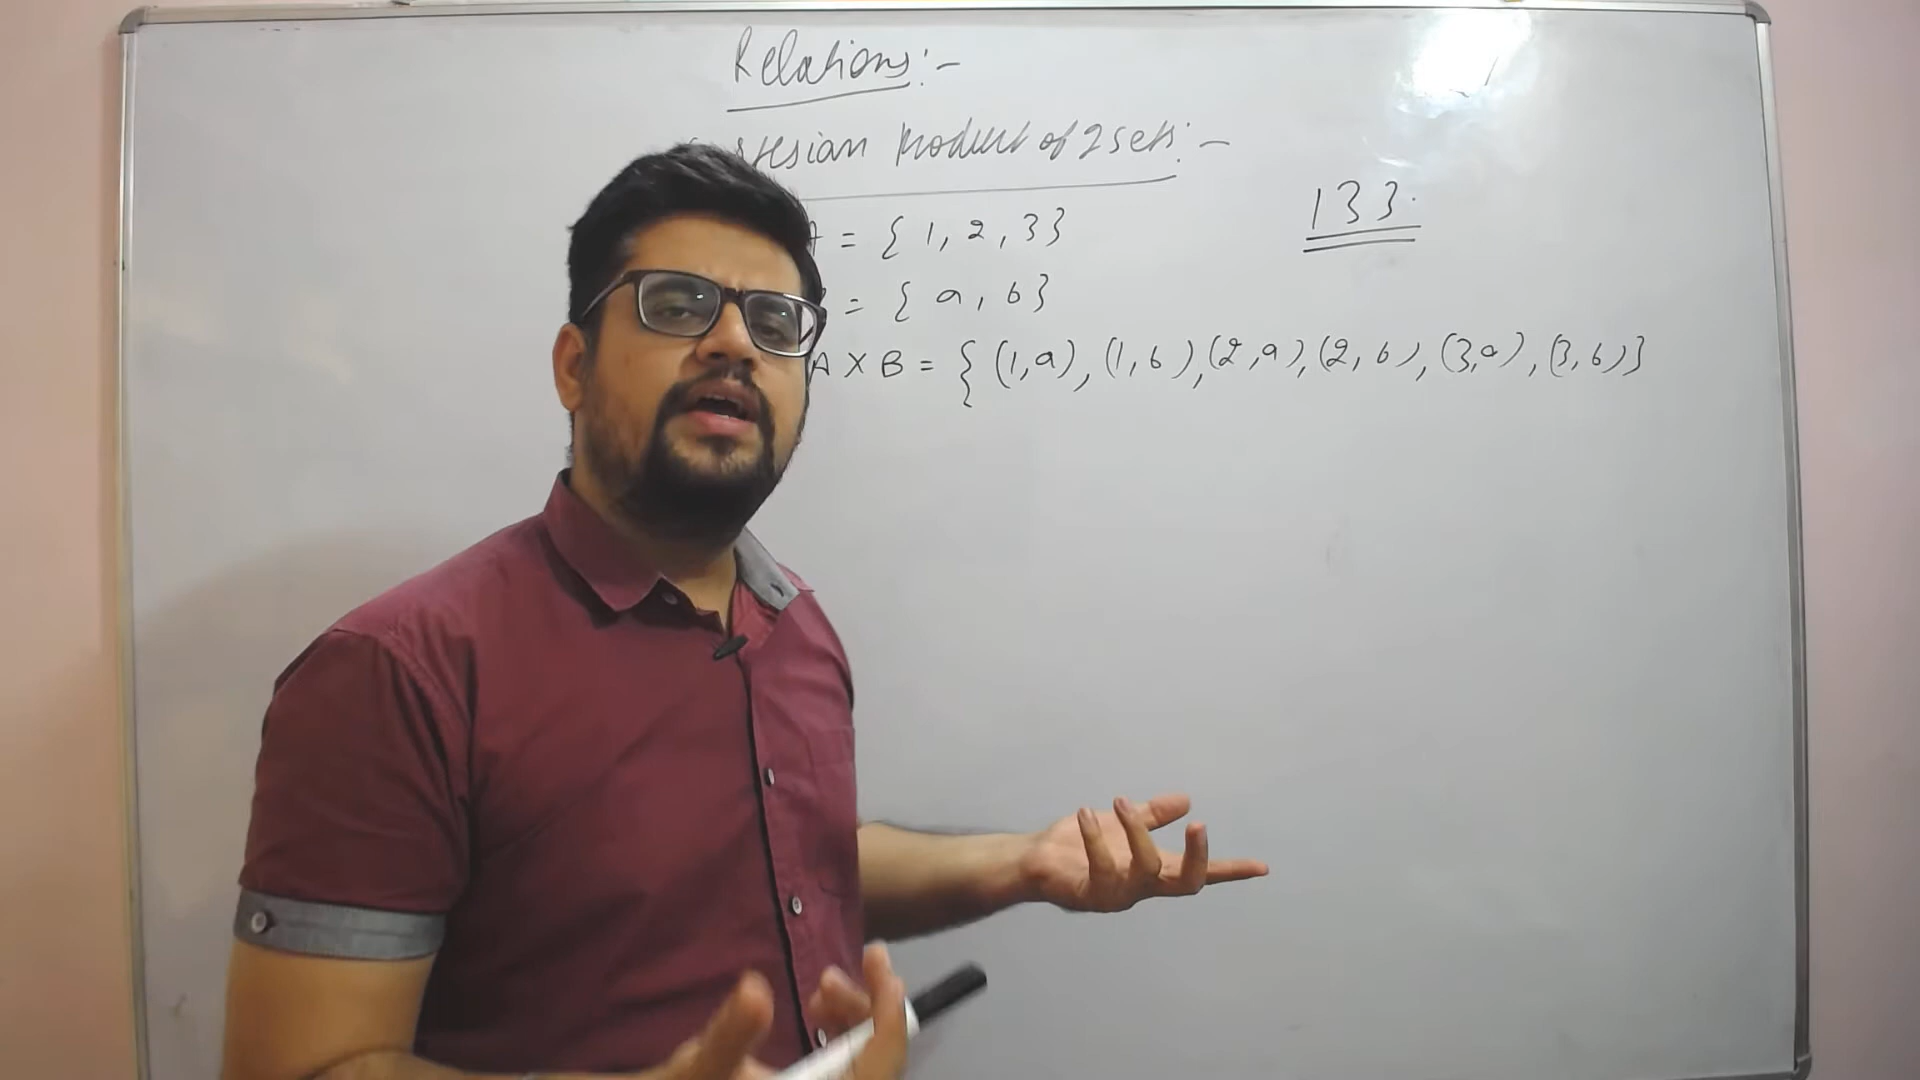 Relations:-
Cartesian Product of 2 sets:-
133.
A = { 1, 2, 3}
= { a, b}
A X B = { (1,a), (1,b), (2,a), (2,b), (3,a), (3,b)}